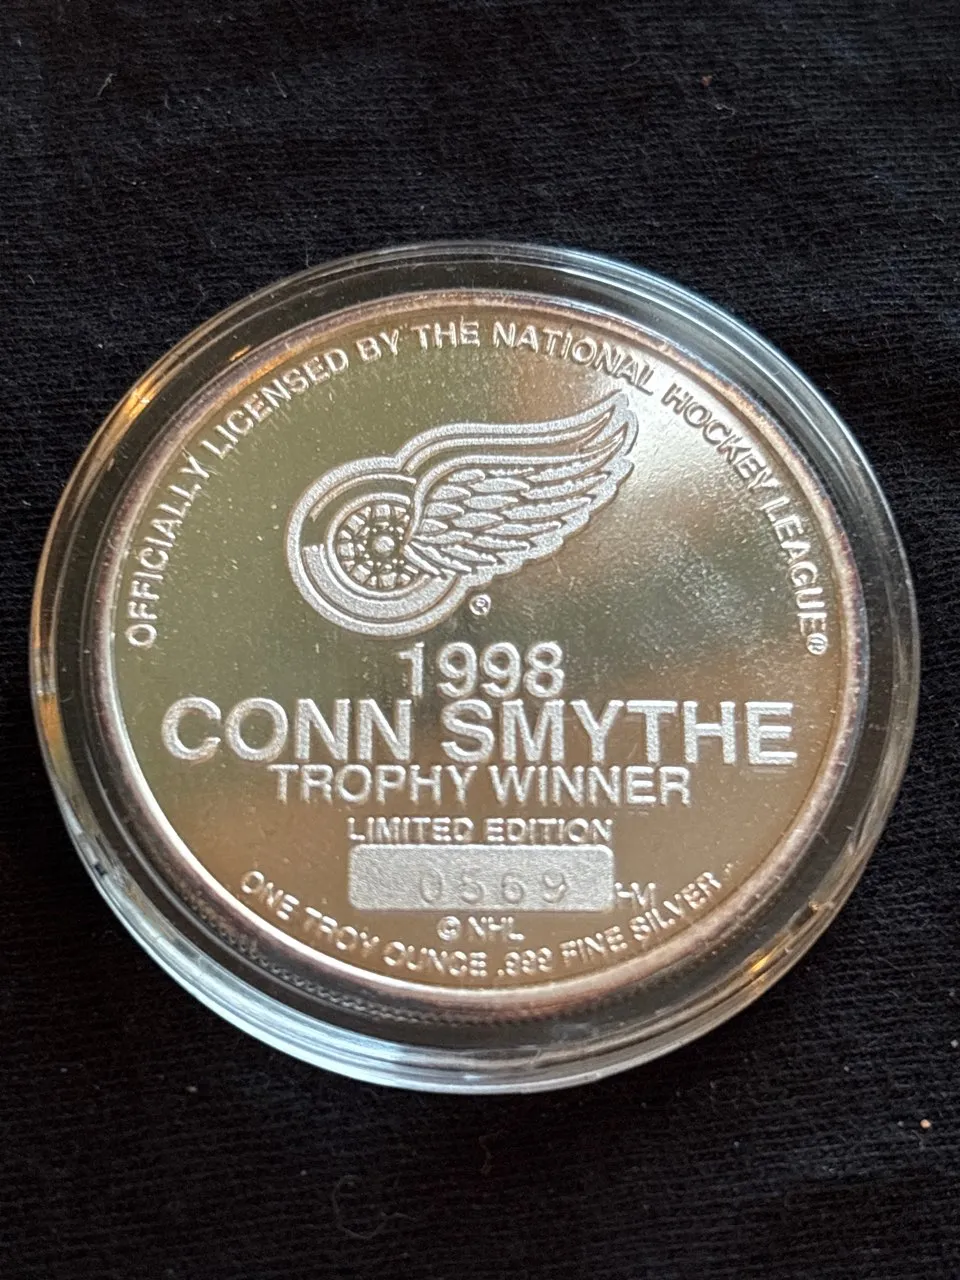 OFFICIALLY LICENSED BY THE NATIONAL HOCKEY LEAGUE®
®
1998
CONN SMYTHE
TROPHY WINNER
LIMITED EDITION
0569
HM
© NHL
ONE TROY OUNCE .999 FINE SILVER